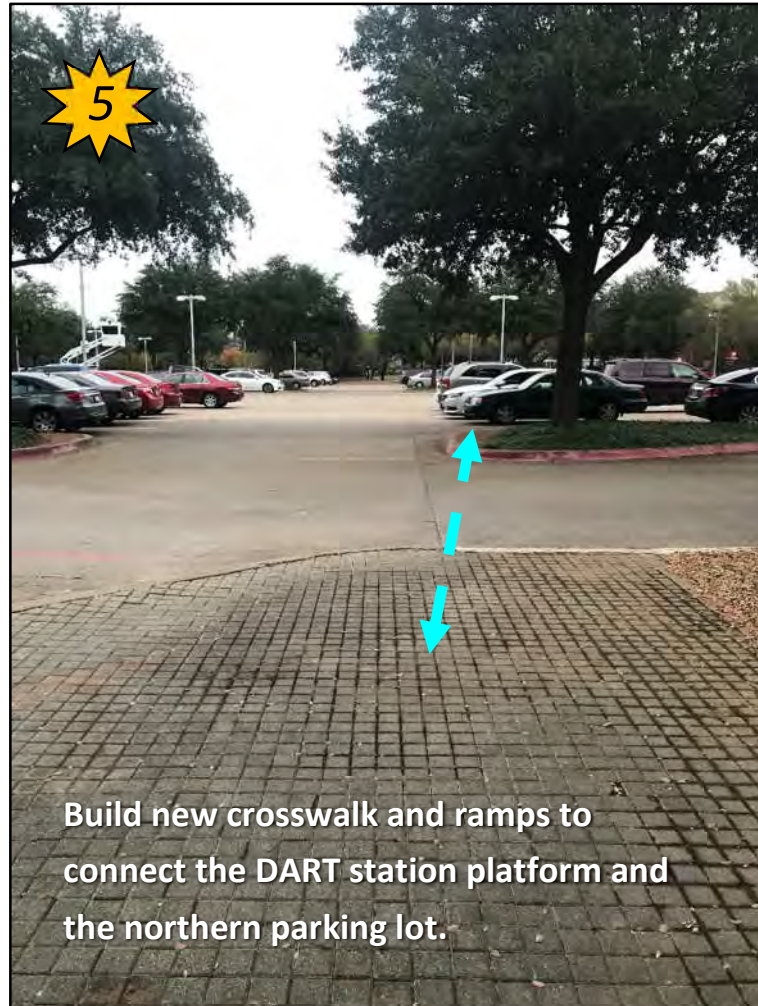 5
Build new crosswalk and ramps to
connect the DART station platform and
the northern parking lot.